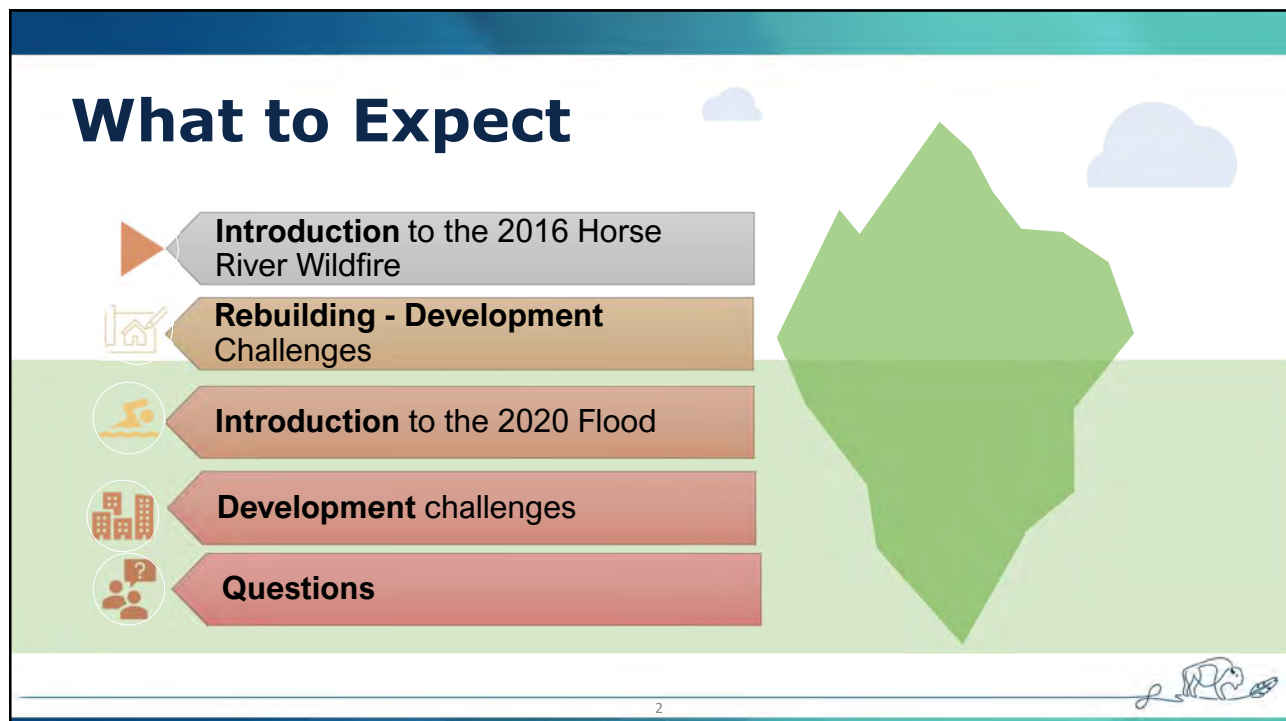 What to Expect
Introduction to the 2016 Horse
River Wildfire
Rebuilding - Development
Challenges
Introduction to the 2020 Flood
Development challenges
?
Questions
2